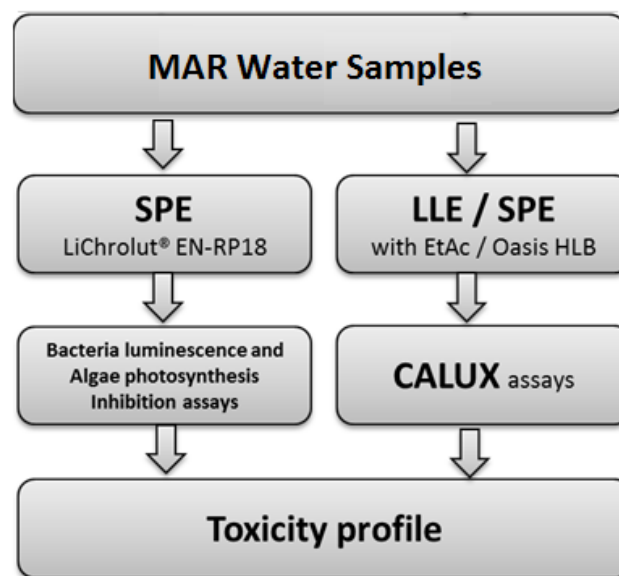 MAR Water Samples
SPE
LiChrolut® EN-RP18
LLE / SPE
with EtAc / Oasis HLB
Bacteria luminescence and
Algae photosynthesis
Inhibition assays
CALUX assays
Toxicity profile